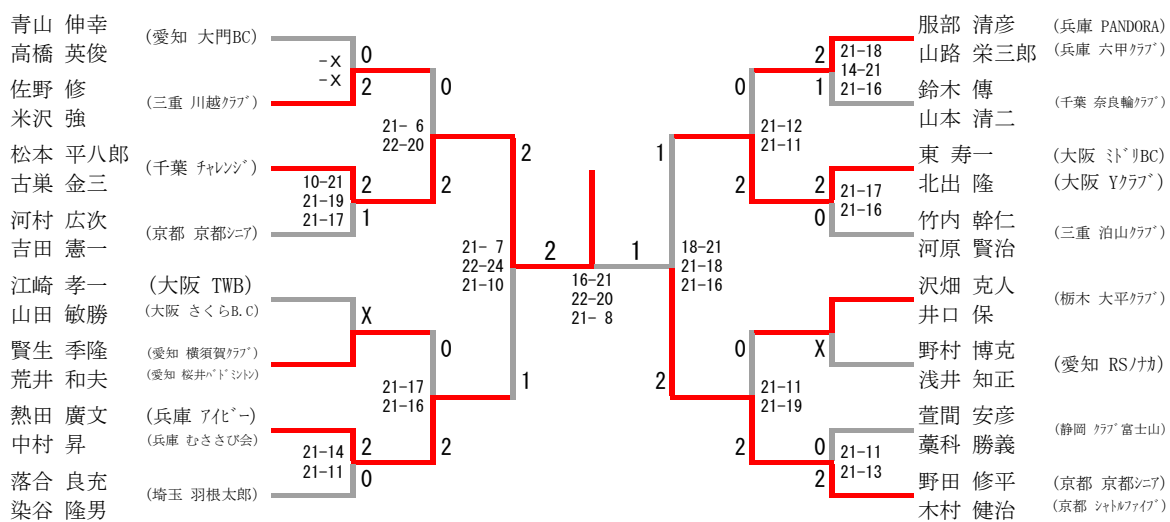 青山 伸幸
高橋 英俊
(愛知 大門BC)
0
-X
-X
2
佐野 修
米沢 強
(三重 川越クラブ)
0
21- 6
22-20
2
松本 平八郎
古巣 金三
(千葉 チャレンジ)
2
10-21
21-19
21-17
1
河村 広次
吉田 憲一
(京都 京都シニア)
2
21- 7
22-24
21-10
1
江崎 孝一
山田 敏勝
(大阪 TWB)
(大阪 さくらB.C)
X
賢生 季隆
荒井 和夫
(愛知 横須賀クラブ)
(愛知 桜井バドミントン)
0
21-17
21-16
2
熱田 廣文
中村 昇
(兵庫 アイビー)
(兵庫 むささび会)
2
21-14
21-11
0
落合 良充
染谷 隆男
(埼玉 羽根太郎)
2
1
16-21
22-20
21- 8
服部 清彦
山路 栄三郎
(兵庫 PANDORA)
(兵庫 六甲クラブ)
2
21-18
14-21
21-16
1
鈴木 傳
山本 清二
(千葉 奈良輪クラブ)
0
21-12
21-11
2
東 寿一
北出 隆
(大阪 ミドリBC)
(大阪 Yクラブ)
2
21-17
21-16
0
竹内 幹仁
河原 賢治
(三重 泊山クラブ)
1
18-21
21-18
21-16
2
沢畑 克人
井口 保
(栃木 大平クラブ)
X
野村 博克
浅井 知正
(愛知 RSノナカ)
0
21-11
21-19
2
萱間 安彦
藁科 勝義
(静岡 クラブ富士山)
0
21-11
21-13
2
野田 修平
木村 健治
(京都 京都シニア)
(京都 シャトルファイブ)